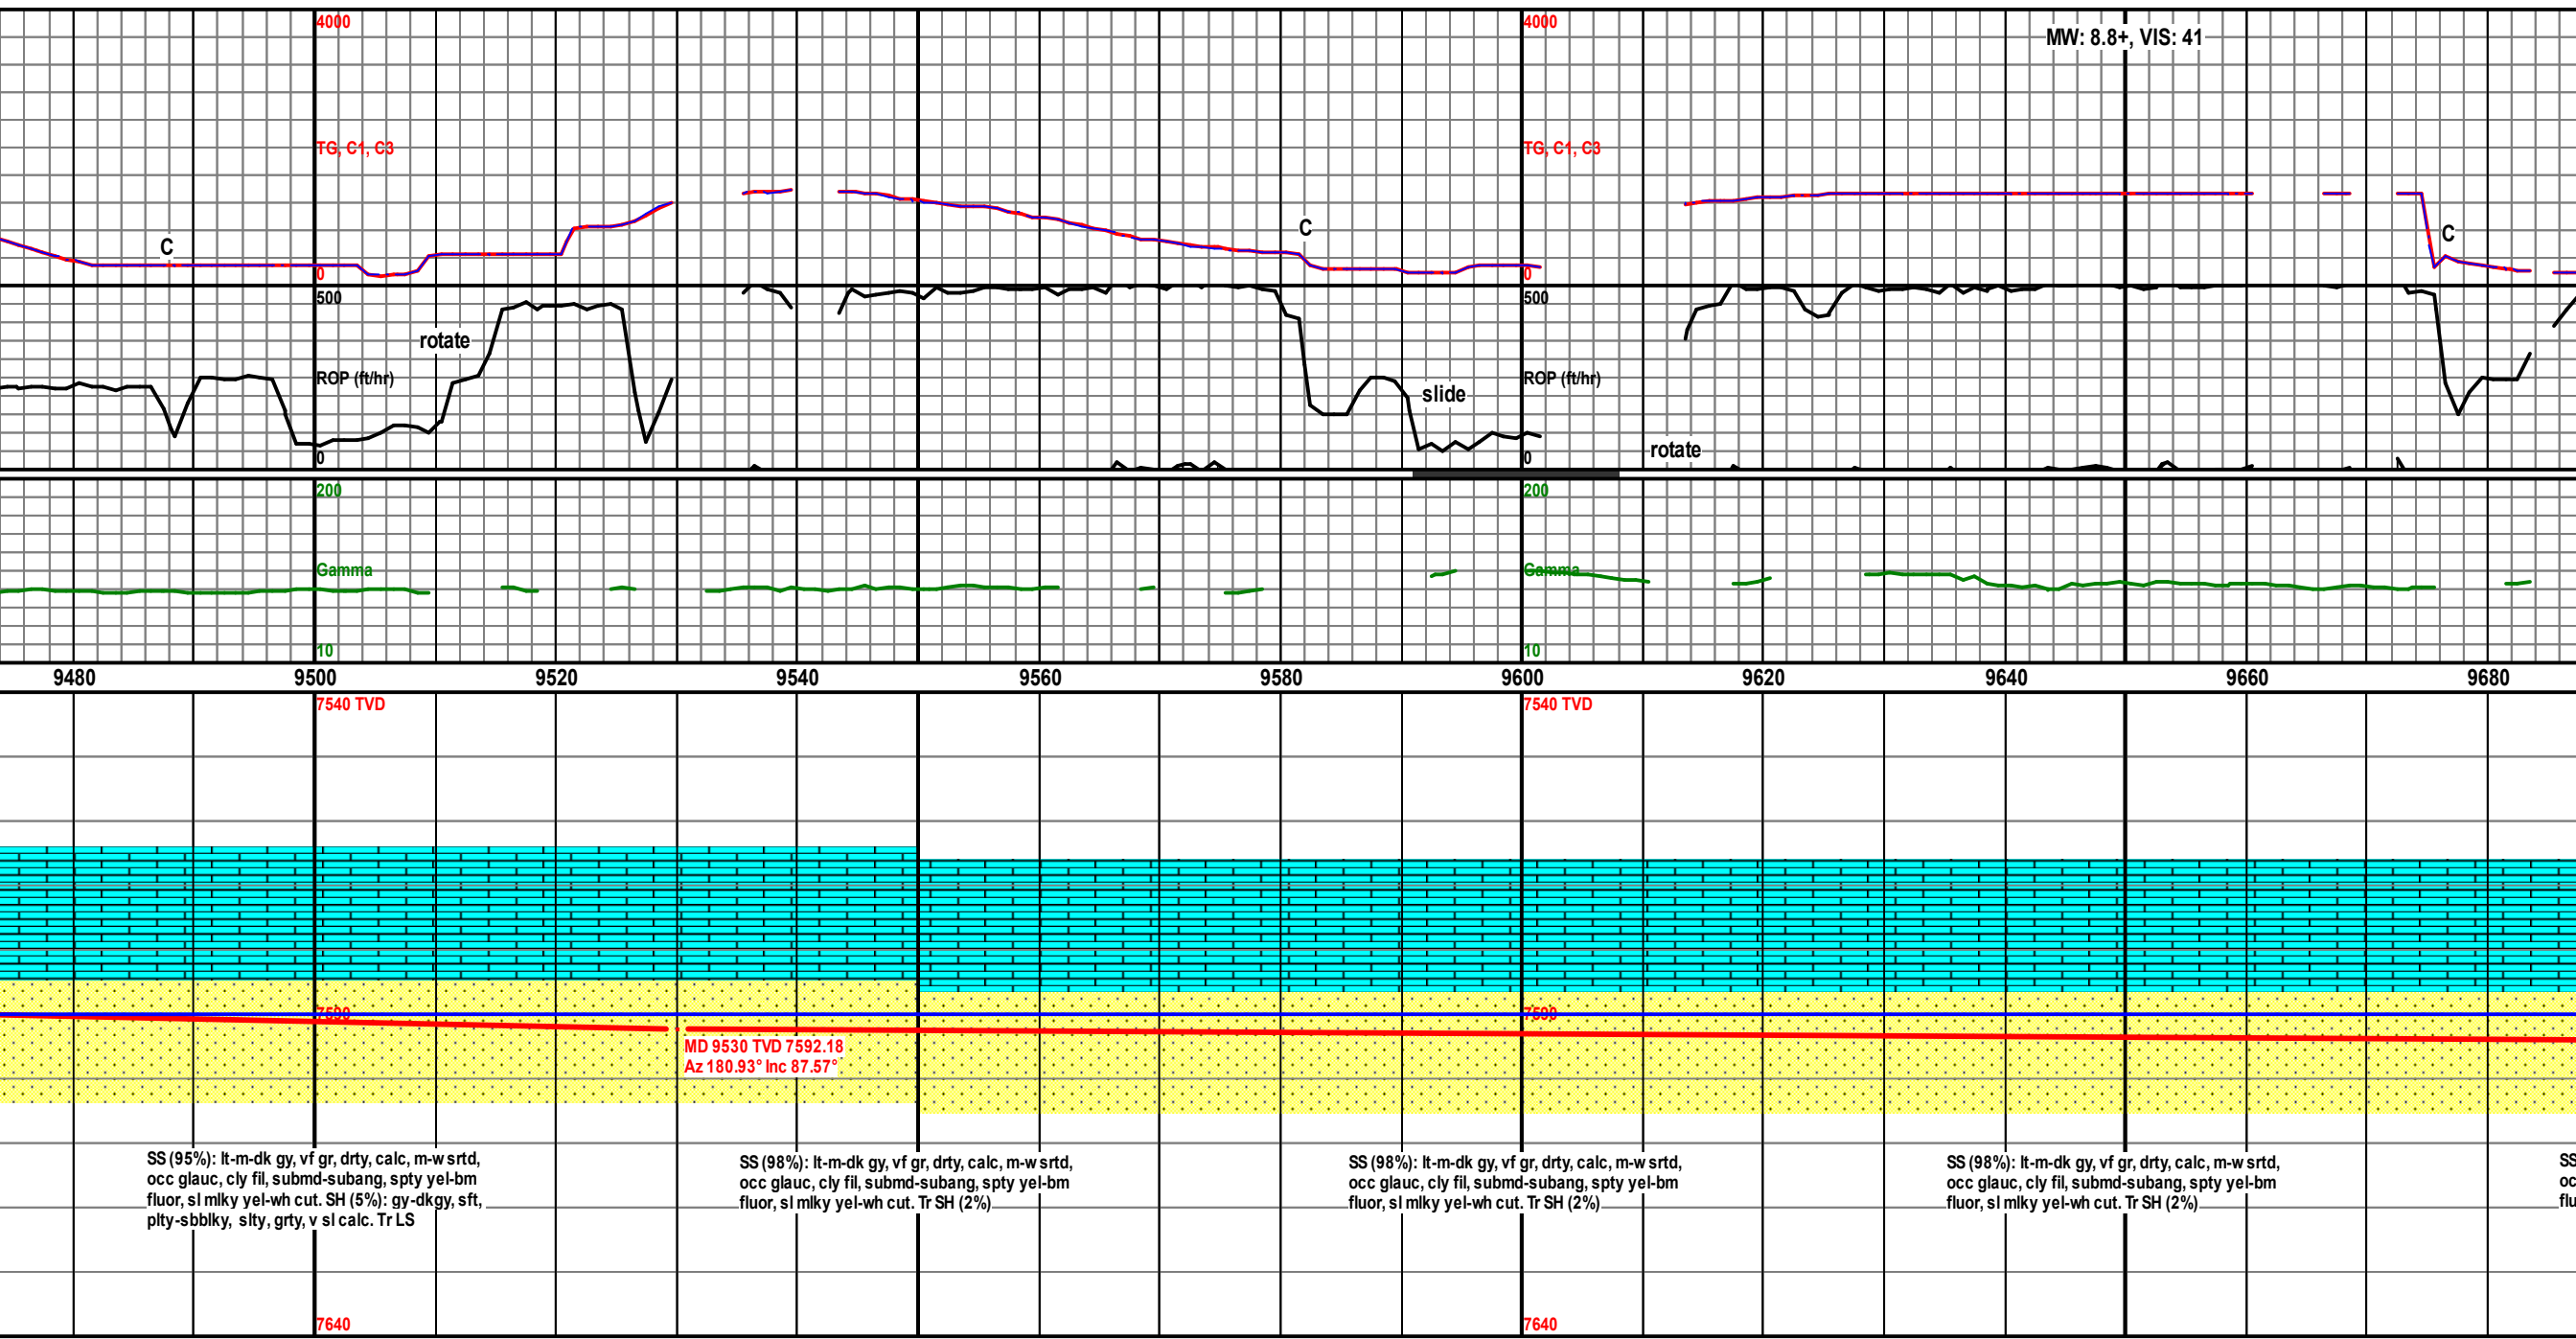 4000
4000
MW: 8.8+, VIS: 41
TG, C1, C3
TG, C1, C3
C
C
C
0
0
500
500
rotate
ROP (ft/hr)
ROP (ft/hr)
slide
rotate
0
0
200
200
Gamma
Gamma
10
10
9480 9500 9520 9540 9560 9580 9600 9620 9640 9660 9680
7540 TVD
7540 TVD
7590
7590
MD 9530 TVD 7592.18
Az 180.93° Inc 87.57°
SS (95%): lt-m-dk gy, vf gr, drty, calc, m-w srtd,
occ glauc, cly fil, submd-subang, spty yel-bm
fluor, sl mlky yel-wh cut. SH (5%): gy-dkgy, sft,
plty-sbblky, slty, grty, v sl calc. Tr LS
SS (98%): lt-m-dk gy, vf gr, drty, calc, m-w srtd,
occ glauc, cly fil, submd-subang, spty yel-bm
fluor, sl mlky yel-wh cut. Tr SH (2%)
SS (98%): lt-m-dk gy, vf gr, drty, calc, m-w srtd,
occ glauc, cly fil, submd-subang, spty yel-bm
fluor, sl mlky yel-wh cut. Tr SH (2%)
SS (98%): lt-m-dk gy, vf gr, drty, calc, m-w srtd,
occ glauc, cly fil, submd-subang, spty yel-bm
fluor, sl mlky yel-wh cut. Tr SH (2%)
7640
7640